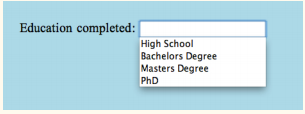 Education completed:
High School
Bachelors Degree
Masters Degree
PhD